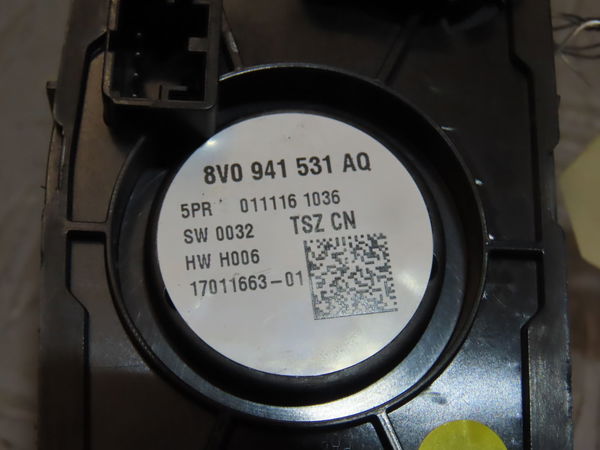 8V0 941 531 AQ
5PR 011116 1036
SW 0032 TSZ CN
HW H006
17011663-01